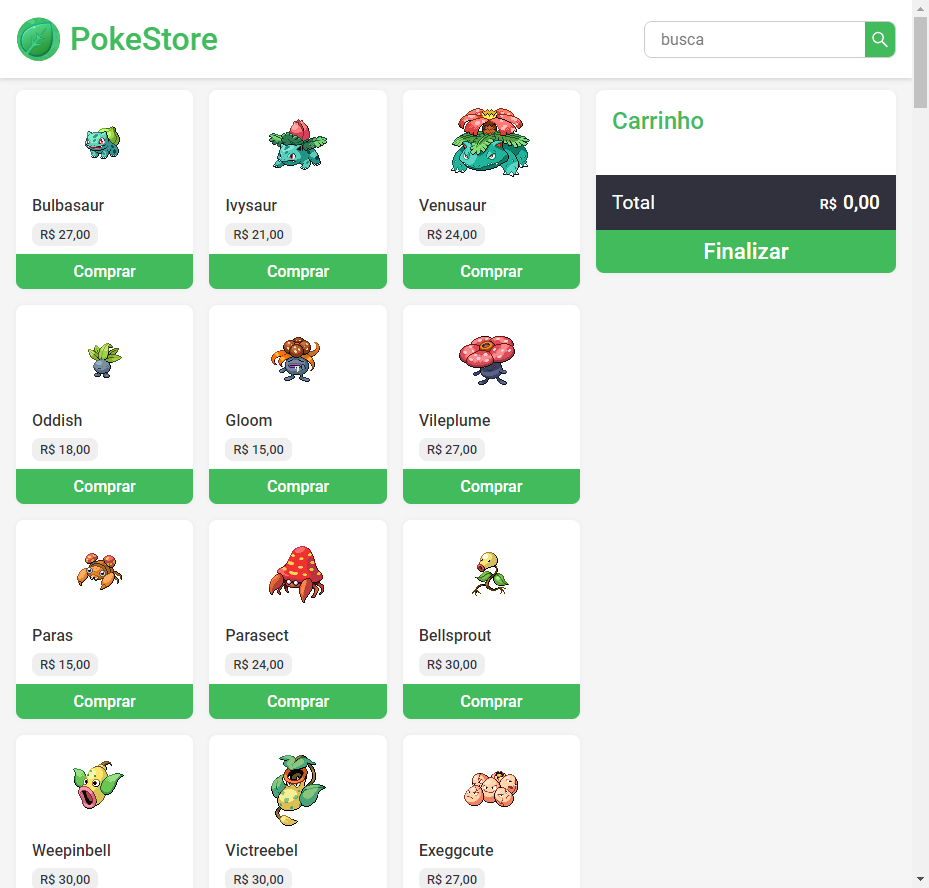 PokeStore
busca
Bulbasaur
R$ 27,00
Comprar
Ivysaur
R$ 21,00
Comprar
Venusaur
R$ 24,00
Comprar
Carrinho
Total R$ 0,00
Finalizar
Oddish
R$ 18,00
Comprar
Gloom
R$ 15,00
Comprar
Vileplume
R$ 27,00
Comprar
Paras
R$ 15,00
Comprar
Parasect
R$ 24,00
Comprar
Bellsprout
R$ 30,00
Comprar
Weepinbell
R$ 30,00
Victreebel
R$ 30,00
Exeggcute
R$ 27,00